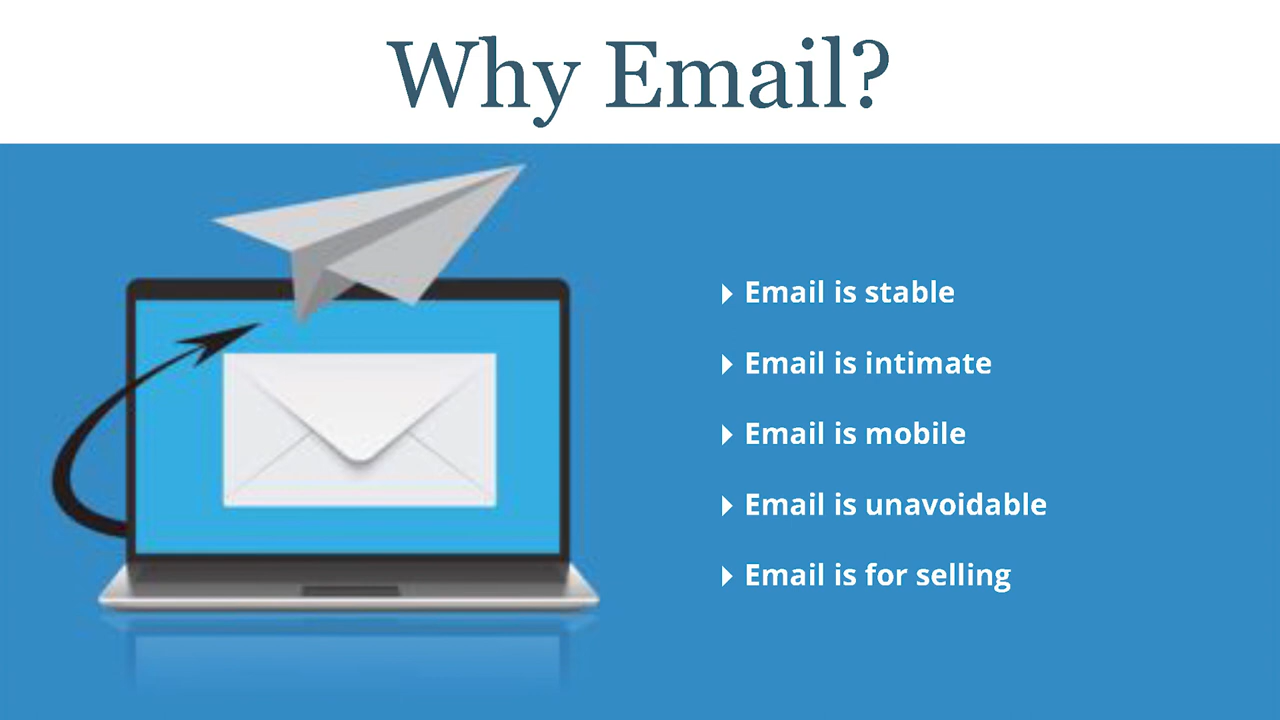 Why Email?
Email is stable
Email is intimate
Email is mobile
Email is unavoidable
Email is for selling